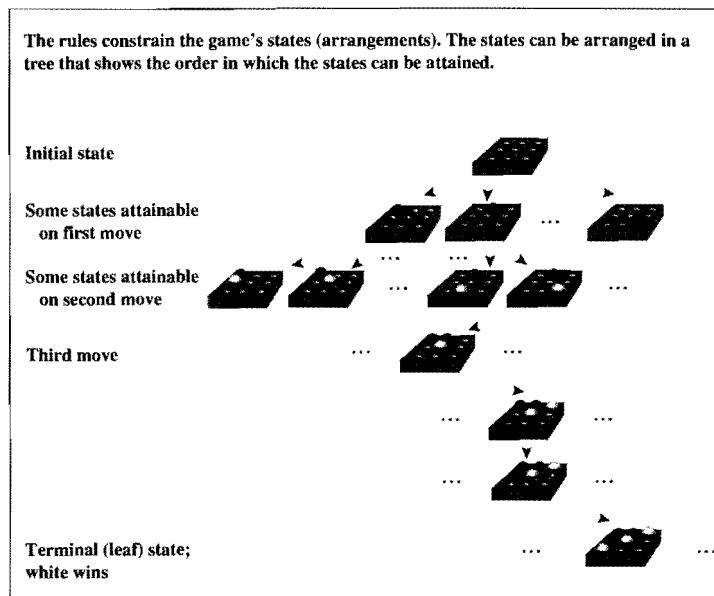 The rules constrain the game's states (arrangements). The states can be arranged in a
tree that shows the order in which the states can be attained.
Initial state
Some states attainable
on first move
...
... ...
Some states attainable
on second move
... ...
Third move
... ...
... ...
... ...
Terminal (leaf) state;
white wins
... ...